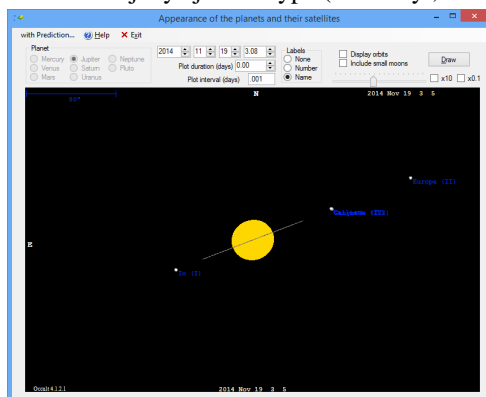 Appearance of the planets and their satellites
with Prediction... Help Exit
Planet
Mercury Jupiter Neptune
Venus Saturn Pluto
Mars Uranus
2014 11 19 3.08
Plot duration (days) 0.00
Plot interval (days) .001
Labels
None
Number
Name
Display orbits
Include small moons
Draw
x10 x0.1
N
2014 Nov 19 3 5
60"
Europa (II)
E
Io (I)
Occult 4.1.2.1
2014 Nov 19 3 5